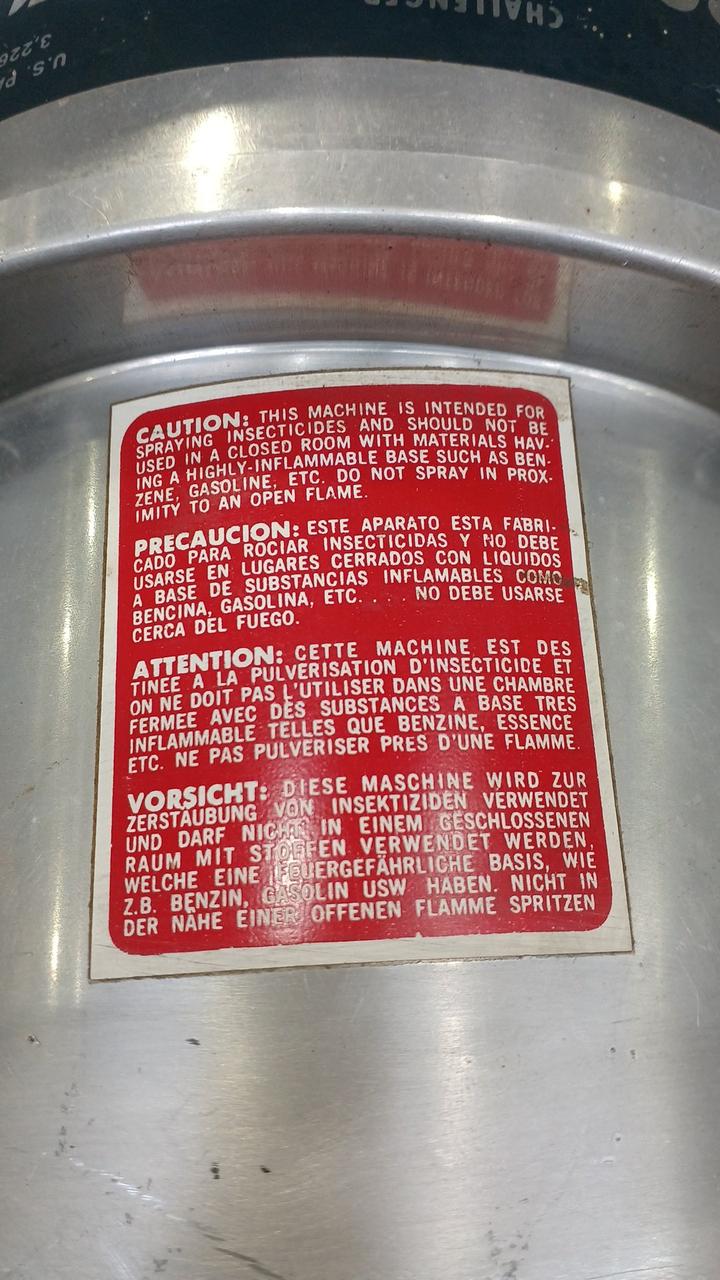 CHALLENGER
U.S. PA
3,226
CAUTION: THIS MACHINE IS INTENDED FOR
SPRAYING INSECTICIDES AND SHOULD NOT BE
USED IN A CLOSED ROOM WITH MATERIALS HAV-
ING A HIGHLY-INFLAMMABLE BASE SUCH AS BEN-
ZENE, GASOLINE, ETC. DO NOT SPRAY IN PROX-
IMITY TO AN OPEN FLAME.
PRECAUCION: ESTE APARATO ESTA FABRI-
CADO PARA ROCIAR INSECTICIDAS Y NO DEBE
USARSE EN LUGARES CERRADOS CON LIQUIDOS
A BASE DE SUBSTANCIAS INFLAMABLES COMO
BENCINA, GASOLINA, ETC. . . . NO DEBE USARSE
CERCA DEL FUEGO.
ATTENTION: CETTE MACHINE EST DES
TINÉE A LA PULVERISATION D'INSECTICIDE ET
ON NE DOIT PAS L'UTILISER DANS UNE CHAMBRE
FERMEE AVEC DES SUBSTANCES A BASE TRES
INFLAMMABLE TELLES QUE BENZINE, ESSENCE
ETC. NE PAS PULVERISER PRES D'UNE FLAMME.
VORSICHT: DIESE MASCHINE WIRD ZUR
ZERSTAUBUNG VON INSEKTIZIDEN VERWENDET
UND DARF NICHT IN EINEM GESCHLOSSENEN
RAUM MIT STOFFEN VERWENDET WERDEN,
WELCHE EINE FEUERGEFÄHRLICHE BASIS, WIE
Z.B. BENZIN, GASOLIN USW. HABEN. NICHT IN
DER NÄHE EINER OFFENEN FLAMME SPRITZEN